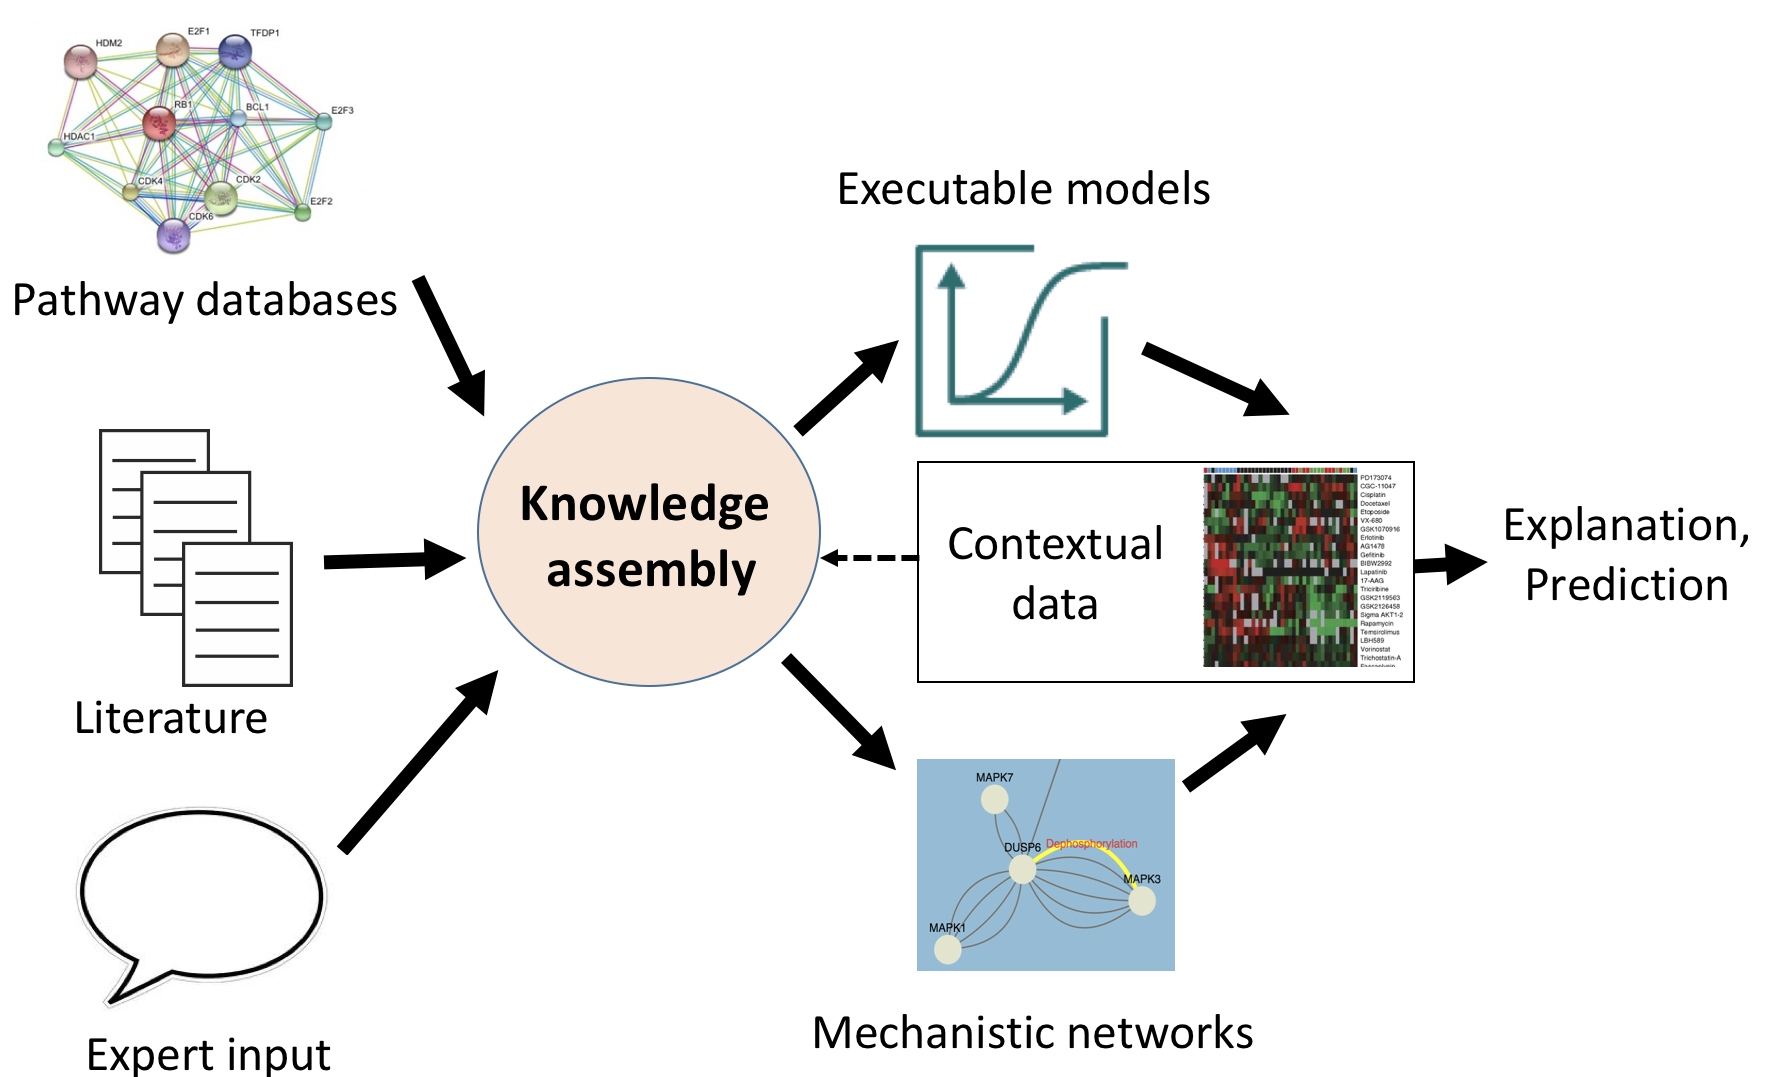 HDM2
E2F1
TFDP1
RB1
BCL1
E2F3
HDAC1
CDK4
CDK2
E2F2
CDK6
Pathway databases
Literature
Expert input
Knowledge
assembly
Executable models
Contextual
data
PD173074
CGC-11047
Cisplatin
Docetaxel
Etoposide
VX-680
GSK1070916
Erlotinib
AG1478
Gefitinib
BIBW2992
Lapatinib
17-AAG
Triciribine
GSK2119563
GSK2126458
Sigma AKT1-2
Rapamycin
Temsirolimus
LBH589
Vorinostat
Trichostatin-A
MAPK7
DUSP6
Dephosphorylation
MAPK3
MAPK1
Mechanistic networks
Explanation,
Prediction